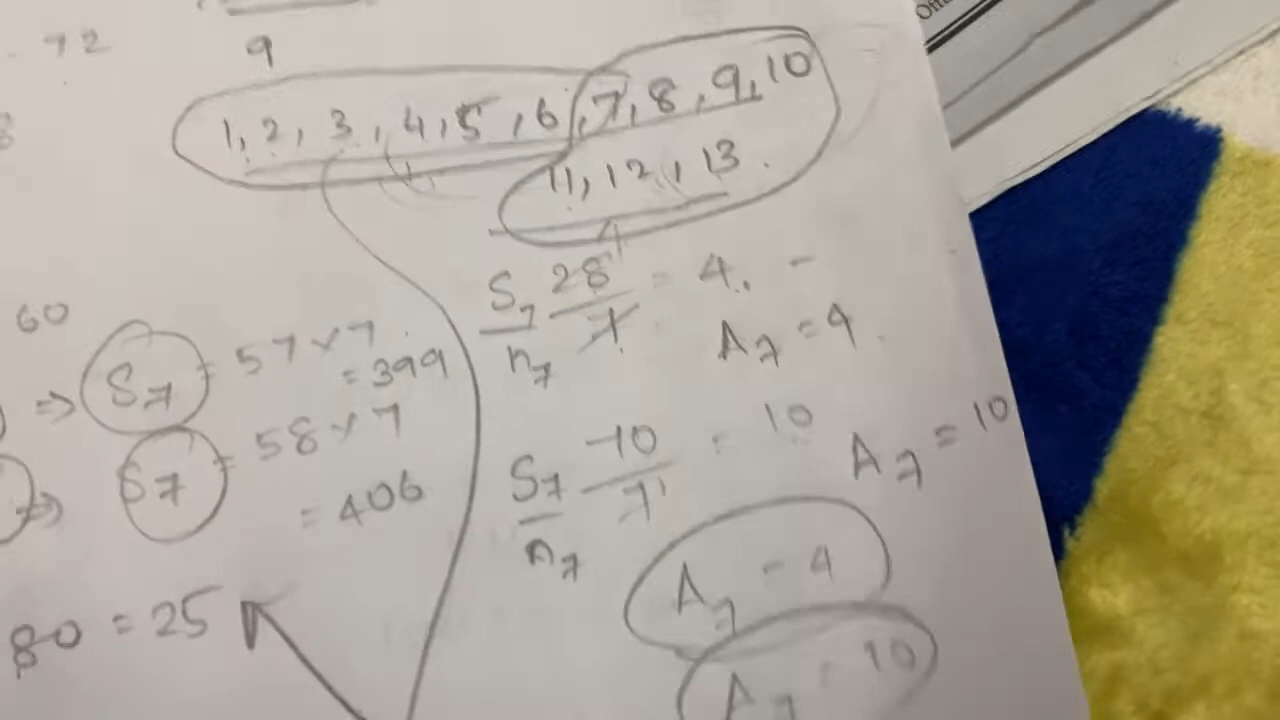 72
9
1, 2, 3, 4, 5, 6, 7, 8, 9, 10
11, 12, 13.
60
S7/n7 28/7 = 4. -
A7 = 4.
⇒ S7 = 57 × 7
= 399
⇒ S7 = 58 × 7
= 406
S7/n7 70/7 = 10 A7 = 10
A7 = 4
A7 = 10
80 = 25